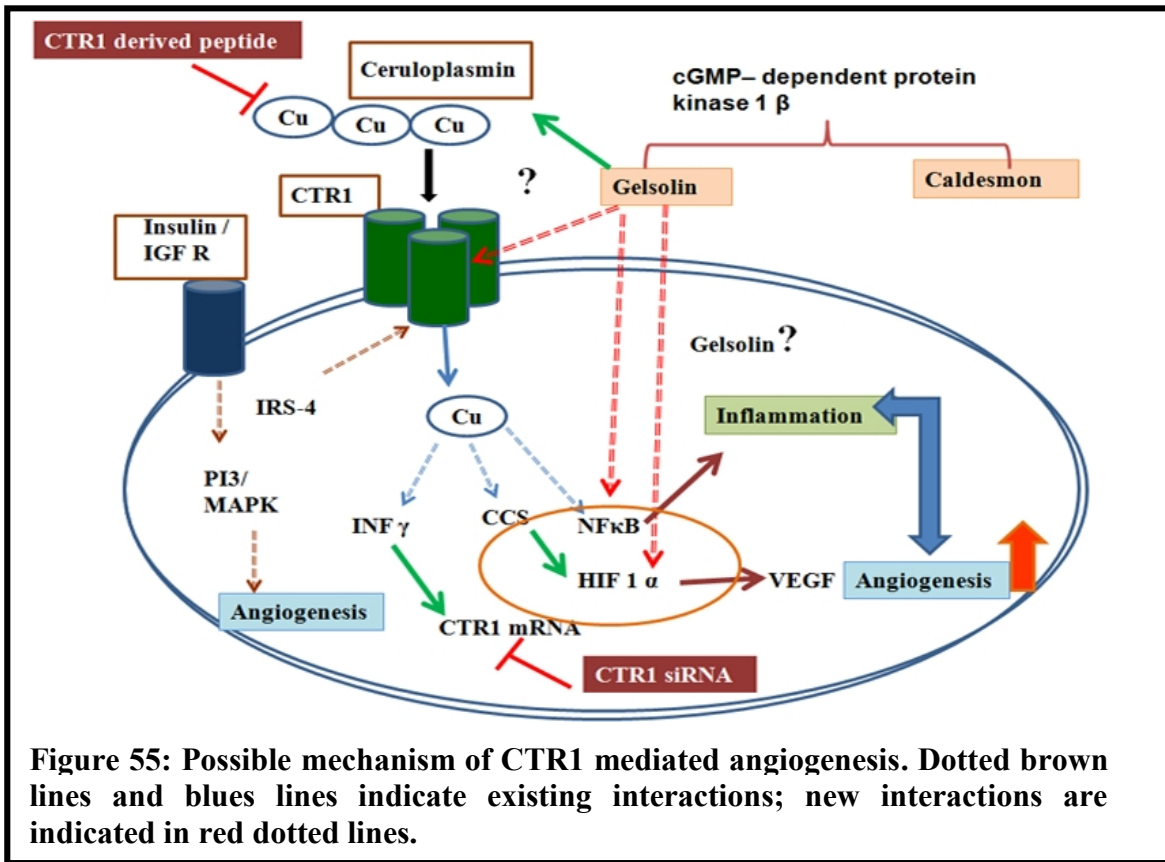 CTR1 derived peptide
Ceruloplasmin
cGMP– dependent protein
kinase 1 β
Cu
Cu
Cu
?
Gelsolin
Caldesmon
CTR1
Insulin /
IGF R
Gelsolin ?
IRS-4
Cu
Inflammation
PI3/
MAPK
INF γ
CCS
NFκB
HIF 1 α
VEGF
Angiogenesis
Angiogenesis
CTR1 mRNA
CTR1 siRNA
Figure 55: Possible mechanism of CTR1 mediated angiogenesis. Dotted brown
lines and blues lines indicate existing interactions; new interactions are
indicated in red dotted lines.